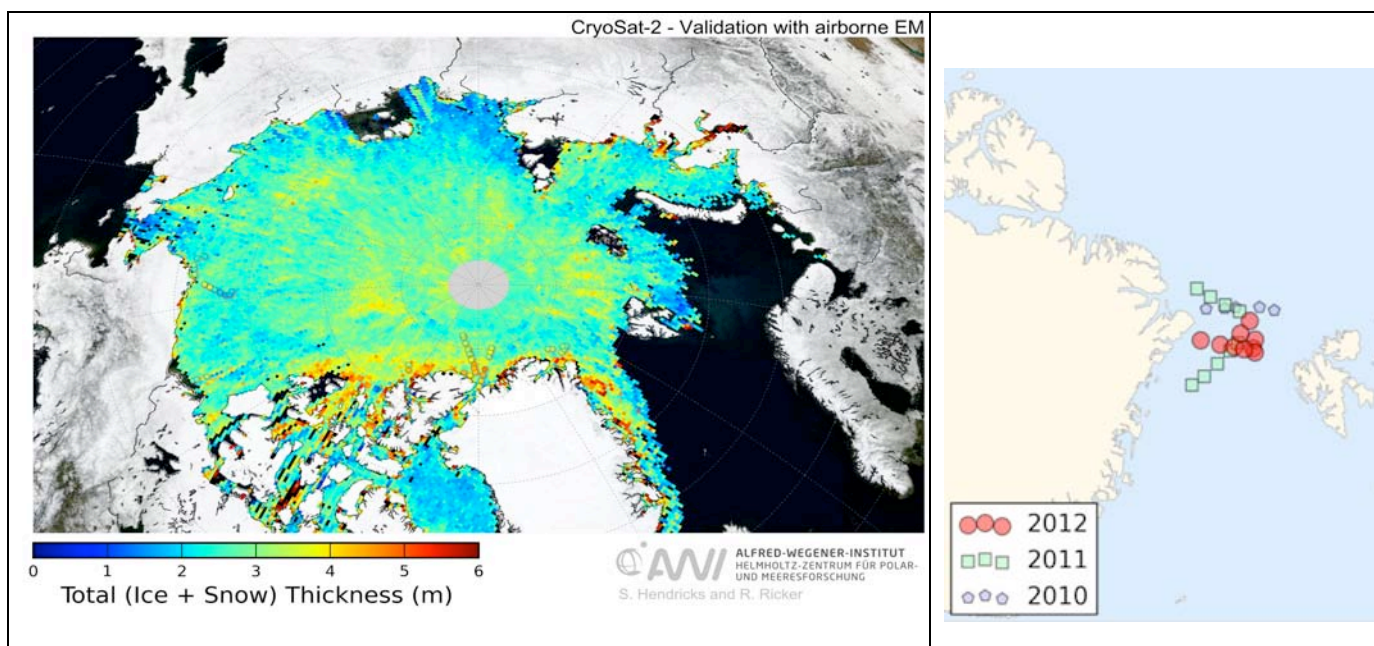 CryoSat-2 - Validation with airborne EM
0 1 2 3 4 5 6
Total (Ice + Snow) Thickness (m)
AWI
ALFRED-WEGENER-INSTITUT
HELMHOLTZ-ZENTRUM FÜR POLAR-
UND MEERESFORSCHUNG
S. Hendricks and R. Ricker
2012
2011
2010